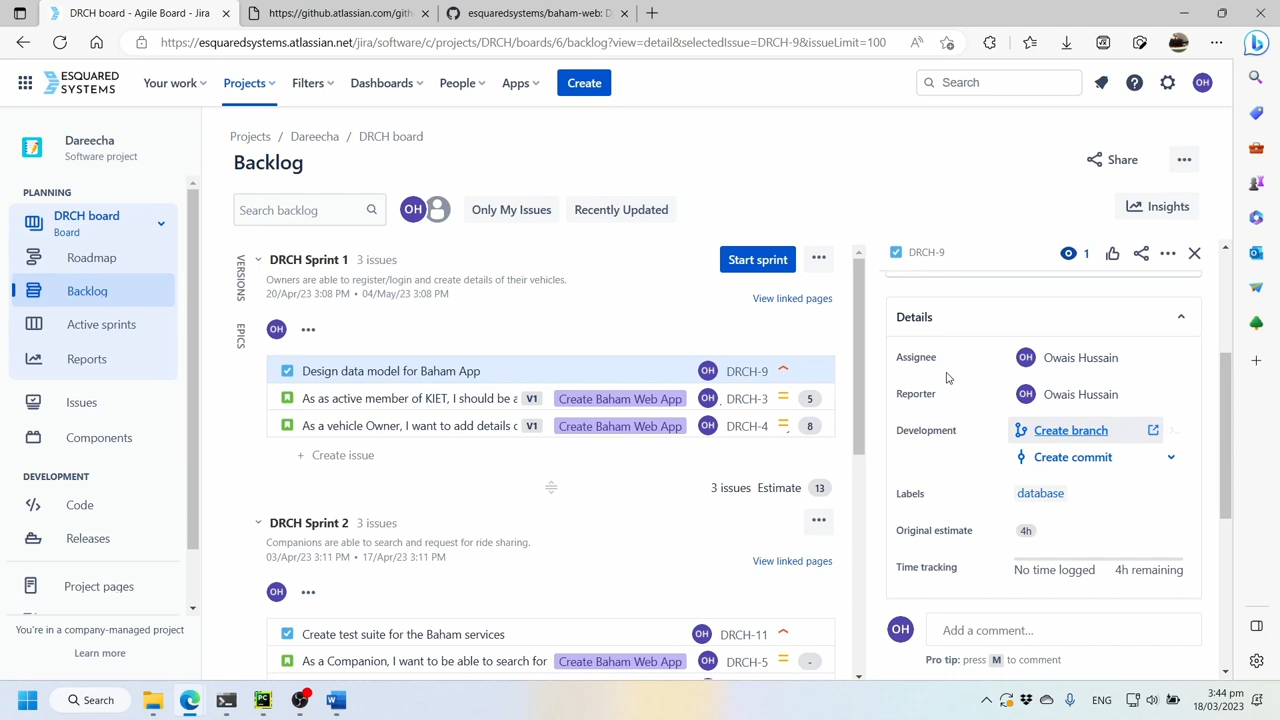 DRCH board - Agile Board - Jira
https://github.atlassian.com/gith
esquaredsystems/baham-web: D
https://esquaredsystems.atlassian.net/jira/software/c/projects/DRCH/boards/6/backlog?view=detail&selectedIssue=DRCH-9&issueLimit=100
ESQUARED
SYSTEMS
Your work
Projects
Filters
Dashboards
People
Apps
Create
Search
OH
Dareecha
Software project
PLANNING
DRCH board
Board
Roadmap
Backlog
Active sprints
Reports
Issues
Components
DEVELOPMENT
Code
Releases
Project pages
You're in a company-managed project
Learn more
Projects / Dareecha / DRCH board
Backlog
Share
Search backlog
OH
Only My Issues
Recently Updated
Insights
VERSIONS
EPICS
DRCH Sprint 1 3 issues
Start sprint
Owners are able to register/login and create details of their vehicles.
20/Apr/23 3:08 PM • 04/May/23 3:08 PM
View linked pages
OH
Design data model for Baham App OH DRCH-9
As as active member of KIET, I should be a V1 Create Baham Web App OH DRCH-3 5
As a vehicle Owner, I want to add details c V1 Create Baham Web App OH DRCH-4 8
+ Create issue
3 issues Estimate 13
DRCH Sprint 2 3 issues
Companions are able to search and request for ride sharing.
03/Apr/23 3:11 PM • 17/Apr/23 3:11 PM
View linked pages
OH
Create test suite for the Baham services OH DRCH-11
As a Companion, I want to be able to search for Create Baham Web App OH DRCH-5 -
DRCH-9
1
Details
Assignee OH Owais Hussain
Reporter OH Owais Hussain
Development Create branch
Create commit
Labels database
Original estimate 4h
Time tracking No time logged 4h remaining
OH Add a comment...
Pro tip: press M to comment
Search
ENG
3:44 pm
18/03/2023